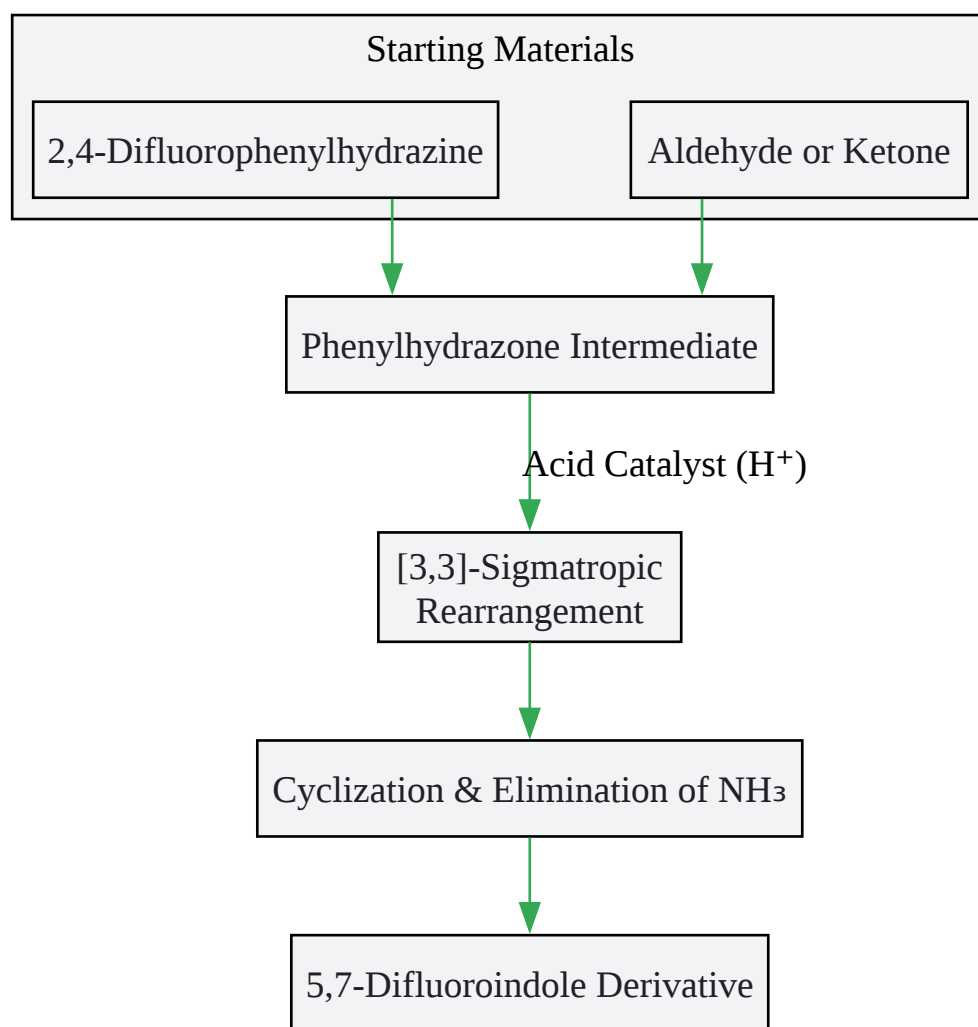 Starting Materials
2,4-Difluorophenylhydrazine
Aldehyde or Ketone
Phenylhydrazone Intermediate
Acid Catalyst (H⁺)
[3,3]-Sigmatropic
Rearrangement
Cyclization & Elimination of NH₃
5,7-Difluoroindole Derivative